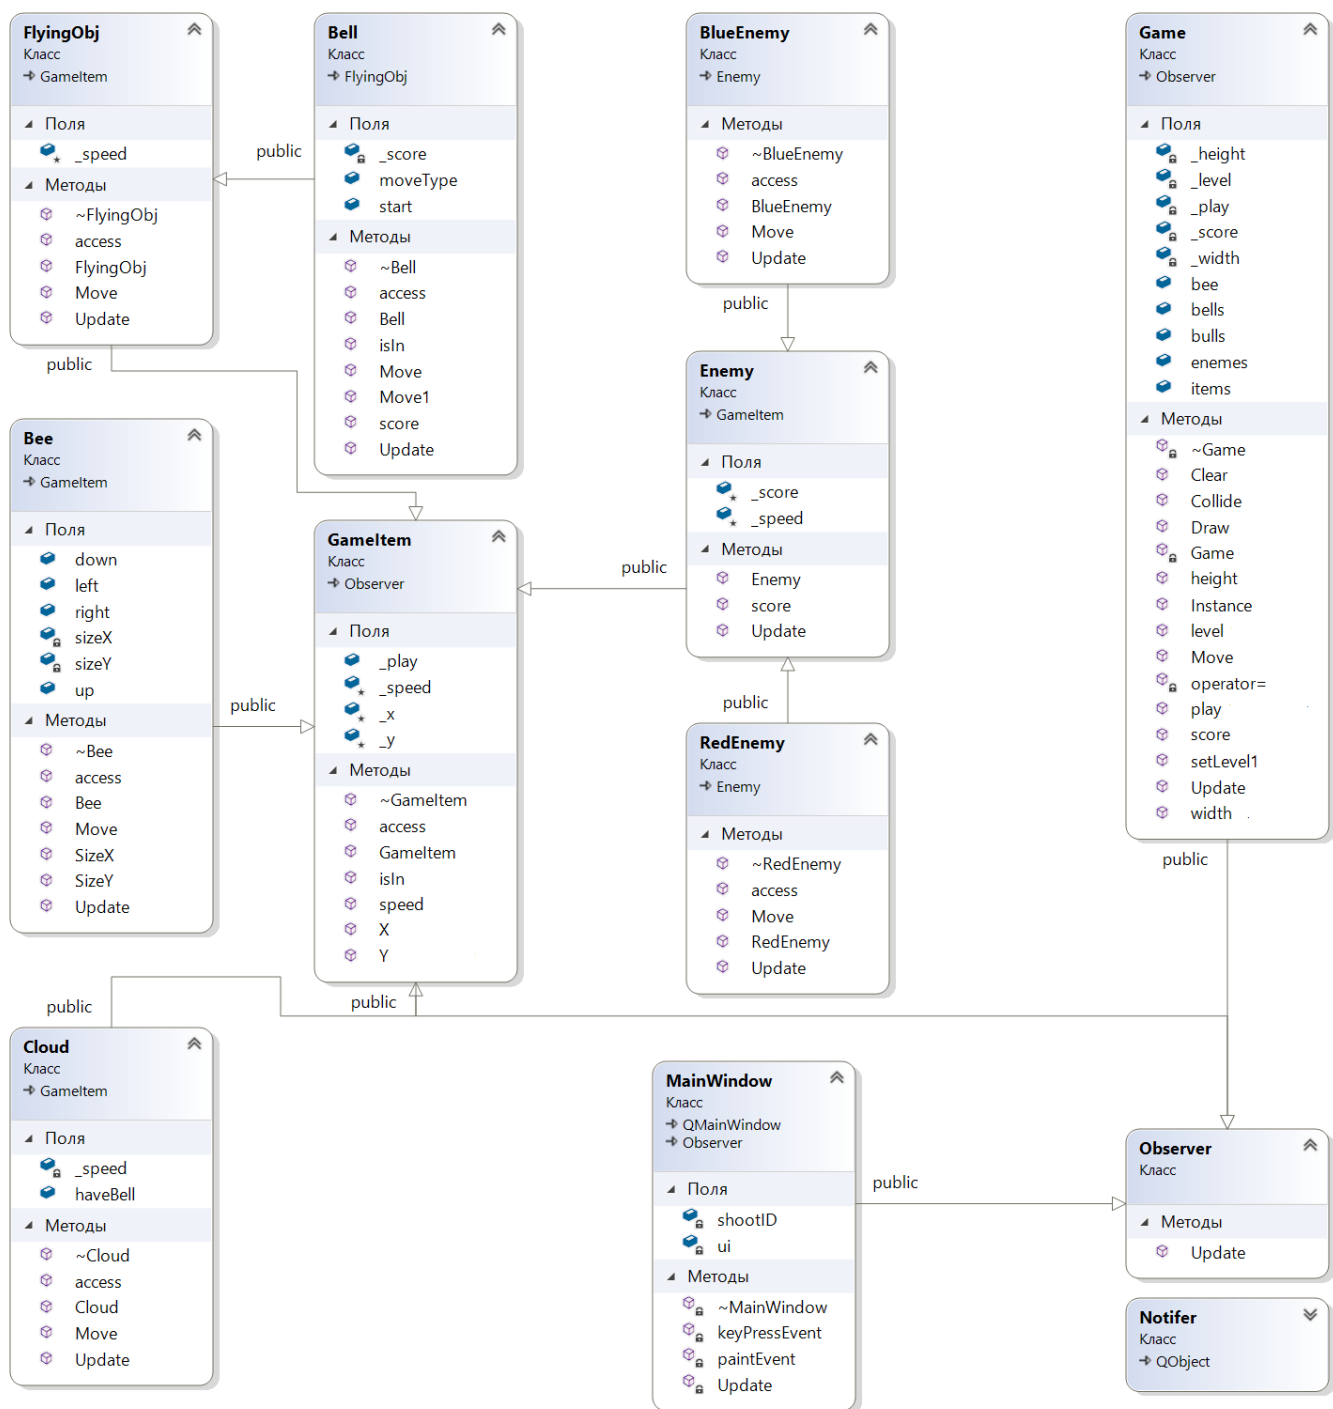 FlyingObj
Класс
GameItem
Поля
_speed
Методы
~FlyingObj
access
FlyingObj
Move
Update
public
public
Bell
Класс
FlyingObj
Поля
_score
moveType
start
Методы
~Bell
access
Bell
isIn
Move
Move1
score
Update
BlueEnemy
Класс
Enemy
Методы
~BlueEnemy
access
BlueEnemy
Move
Update
public
Game
Класс
Observer
Поля
_height
_level
_play
_score
_width
bee
bells
bulls
enemes
items
Методы
~Game
Clear
Collide
Draw
Game
height
Instance
level
Move
operator=
play
score
setLevel1
Update
width
public
Bee
Класс
GameItem
Поля
down
left
right
sizeX
sizeY
up
Методы
~Bee
access
Bee
Move
SizeX
SizeY
Update
public
GameItem
Класс
Observer
Поля
_play
_speed
_x
_y
Методы
~GameItem
access
GameItem
isIn
speed
X
Y
public
Enemy
Класс
GameItem
Поля
_score
_speed
Методы
Enemy
score
Update
public
public
RedEnemy
Класс
Enemy
Методы
~RedEnemy
access
Move
RedEnemy
Update
public
Cloud
Класс
GameItem
Поля
_speed
haveBell
Методы
~Cloud
access
Cloud
Move
Update
MainWindow
Класс
QMainWindow
Observer
Поля
shootID
ui
Методы
~MainWindow
keyPressEvent
paintEvent
Update
public
Observer
Класс
Методы
Update
Notifer
Класс
QObject